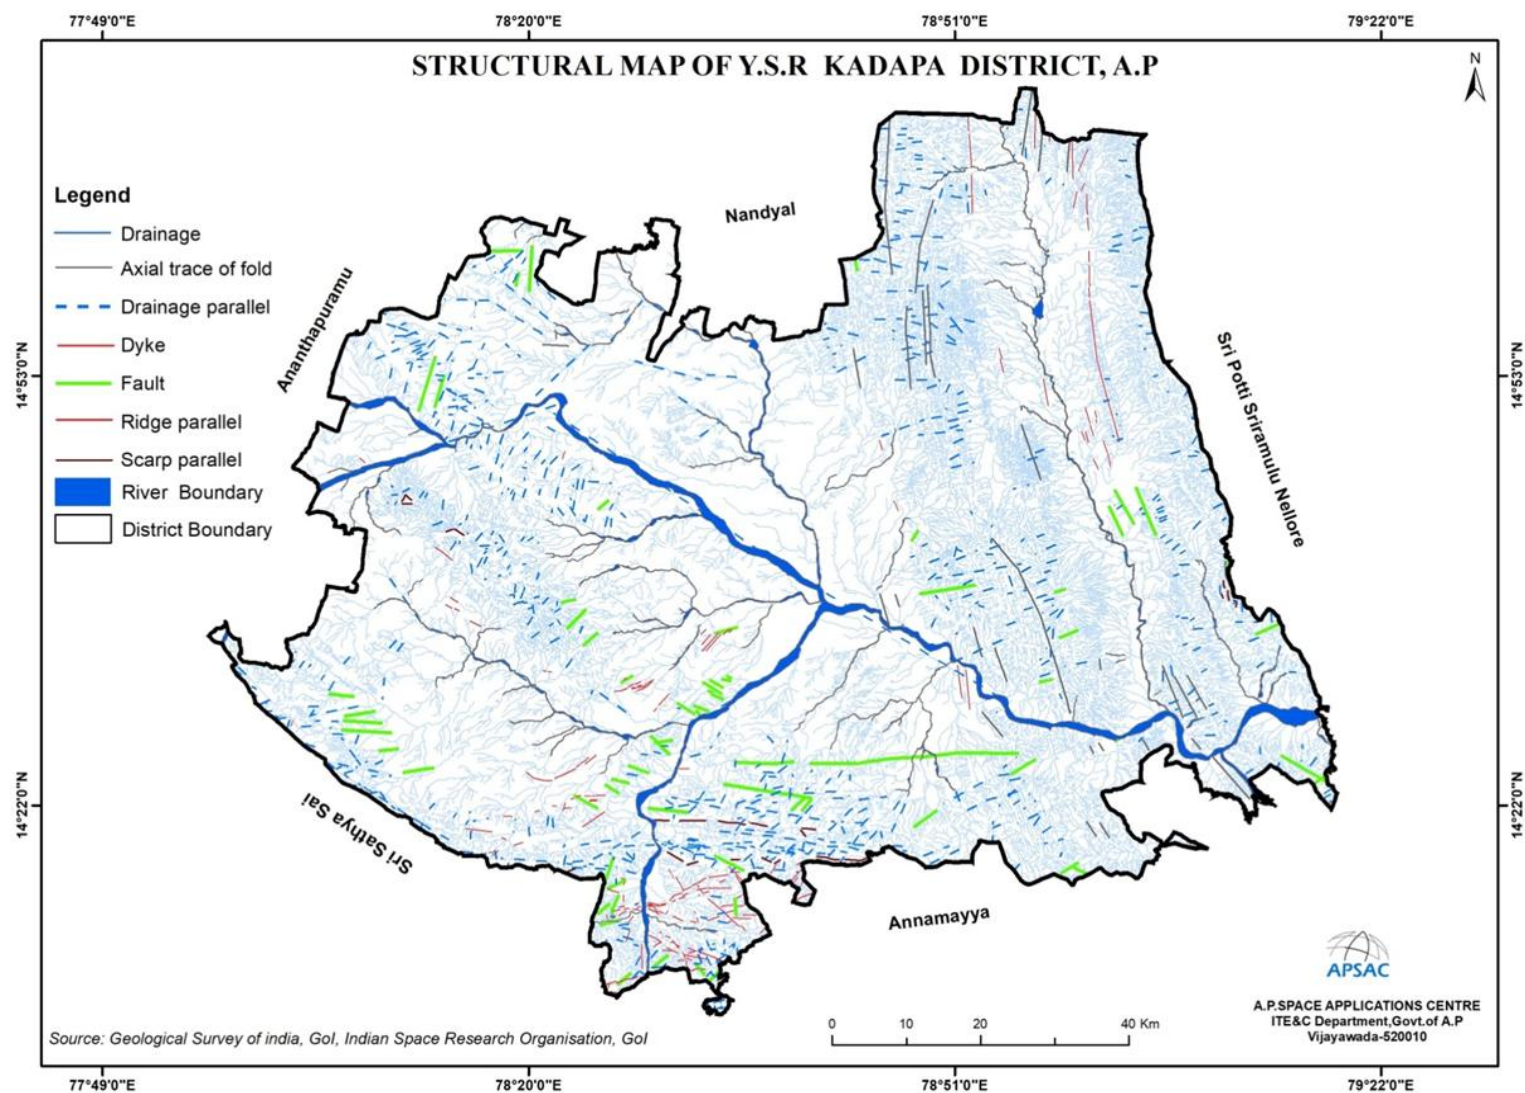 77°49'0"E 78°20'0"E 78°51'0"E 79°22'0"E
STRUCTURAL MAP OF Y.S.R KADAPA DISTRICT, A.P
N
Legend
Drainage
Axial trace of fold
Drainage parallel
Dyke
Fault
Ridge parallel
Scarp parallel
River Boundary
District Boundary
Nandyal
Ananthapuramu
Sri Potti Sriramulu Nellore
14°53'0"N
14°53'0"N
Sri Sathya Sai
14°22'0"N
14°22'0"N
Annamayya
APSAC
A.P.SPACE APPLICATIONS CENTRE
ITE&C Department,Govt.of A.P
Vijayawada-520010
0 10 20 40 Km
Source: Geological Survey of india, GoI, Indian Space Research Organisation, GoI
77°49'0"E 78°20'0"E 78°51'0"E 79°22'0"E